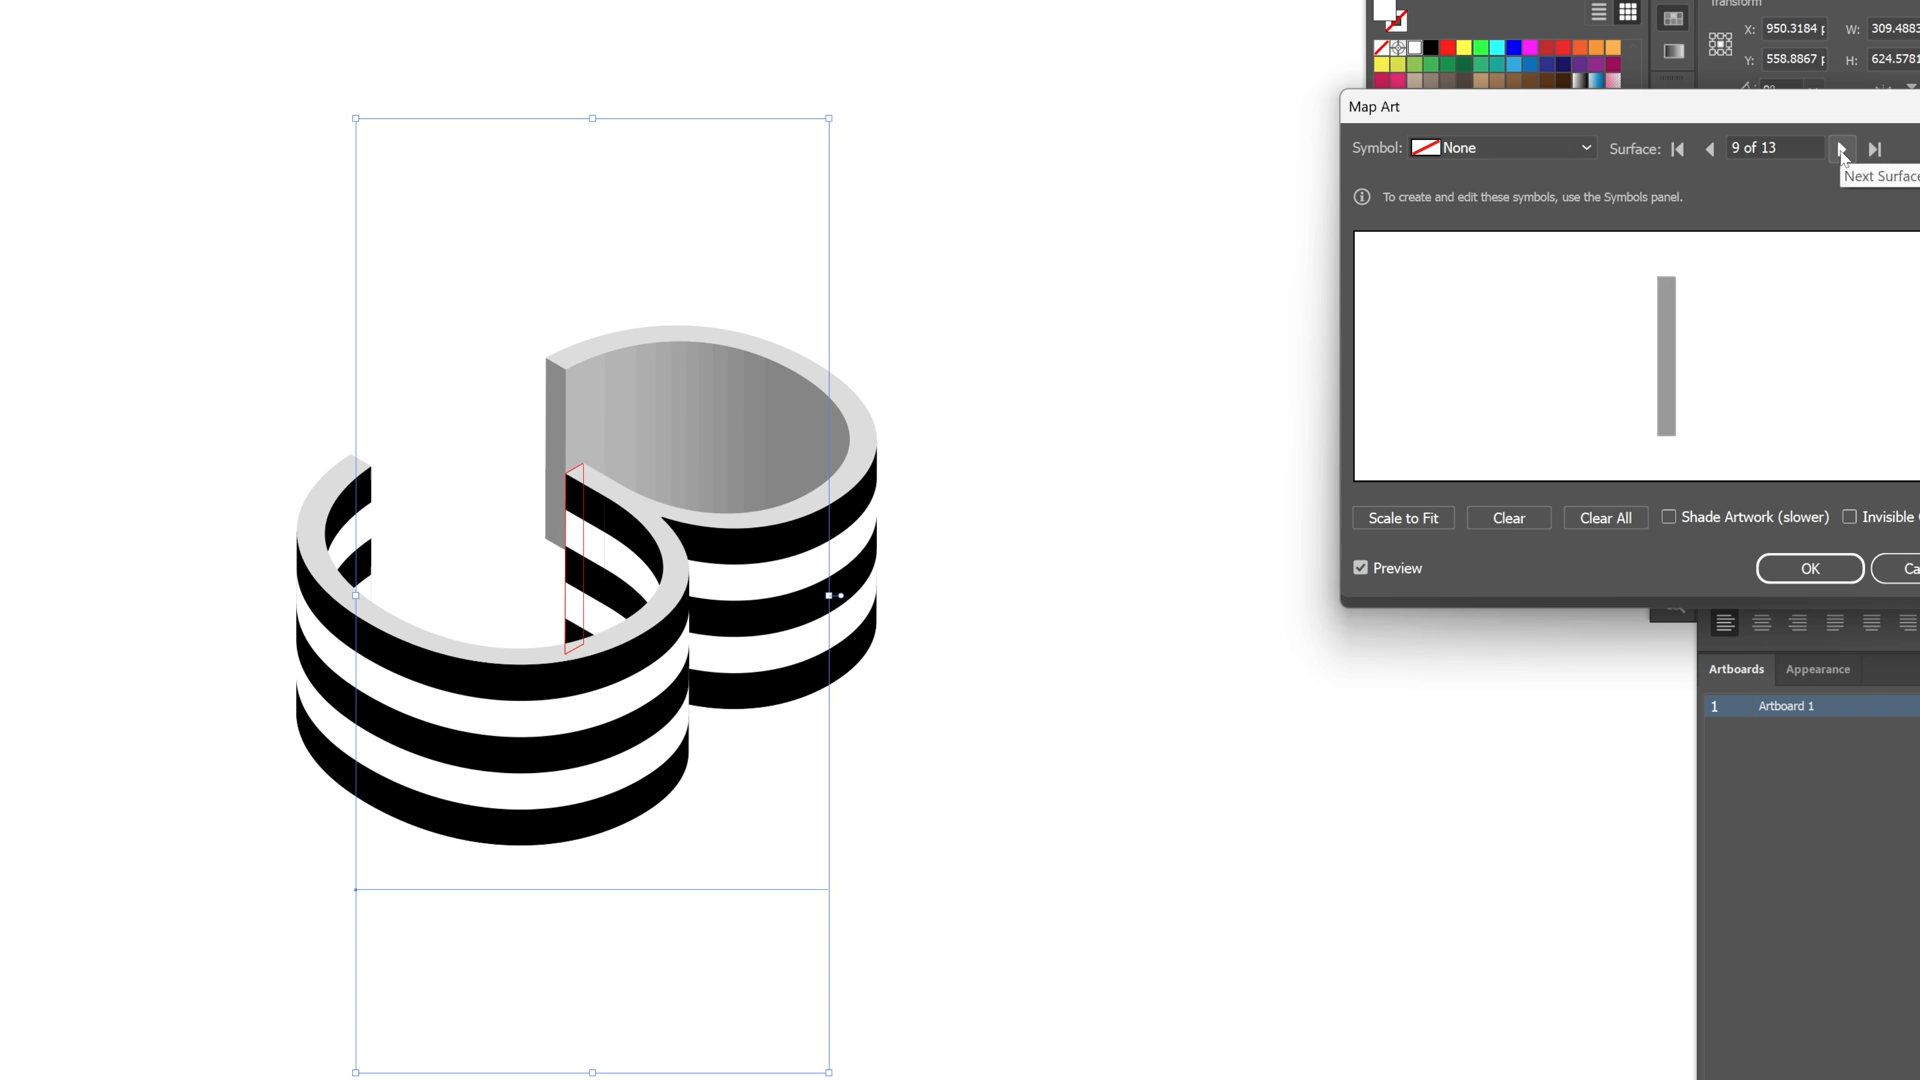 Transform
X: 950.3184 p W: 309.4883
Y: 558.8867 p H: 624.5781
Map Art
Symbol: None Surface: 9 of 13
Next Surface
To create and edit these symbols, use the Symbols panel.
Scale to Fit Clear Clear All Shade Artwork (slower) Invisible
Preview OK Ca
Artboards Appearance
1 Artboard 1